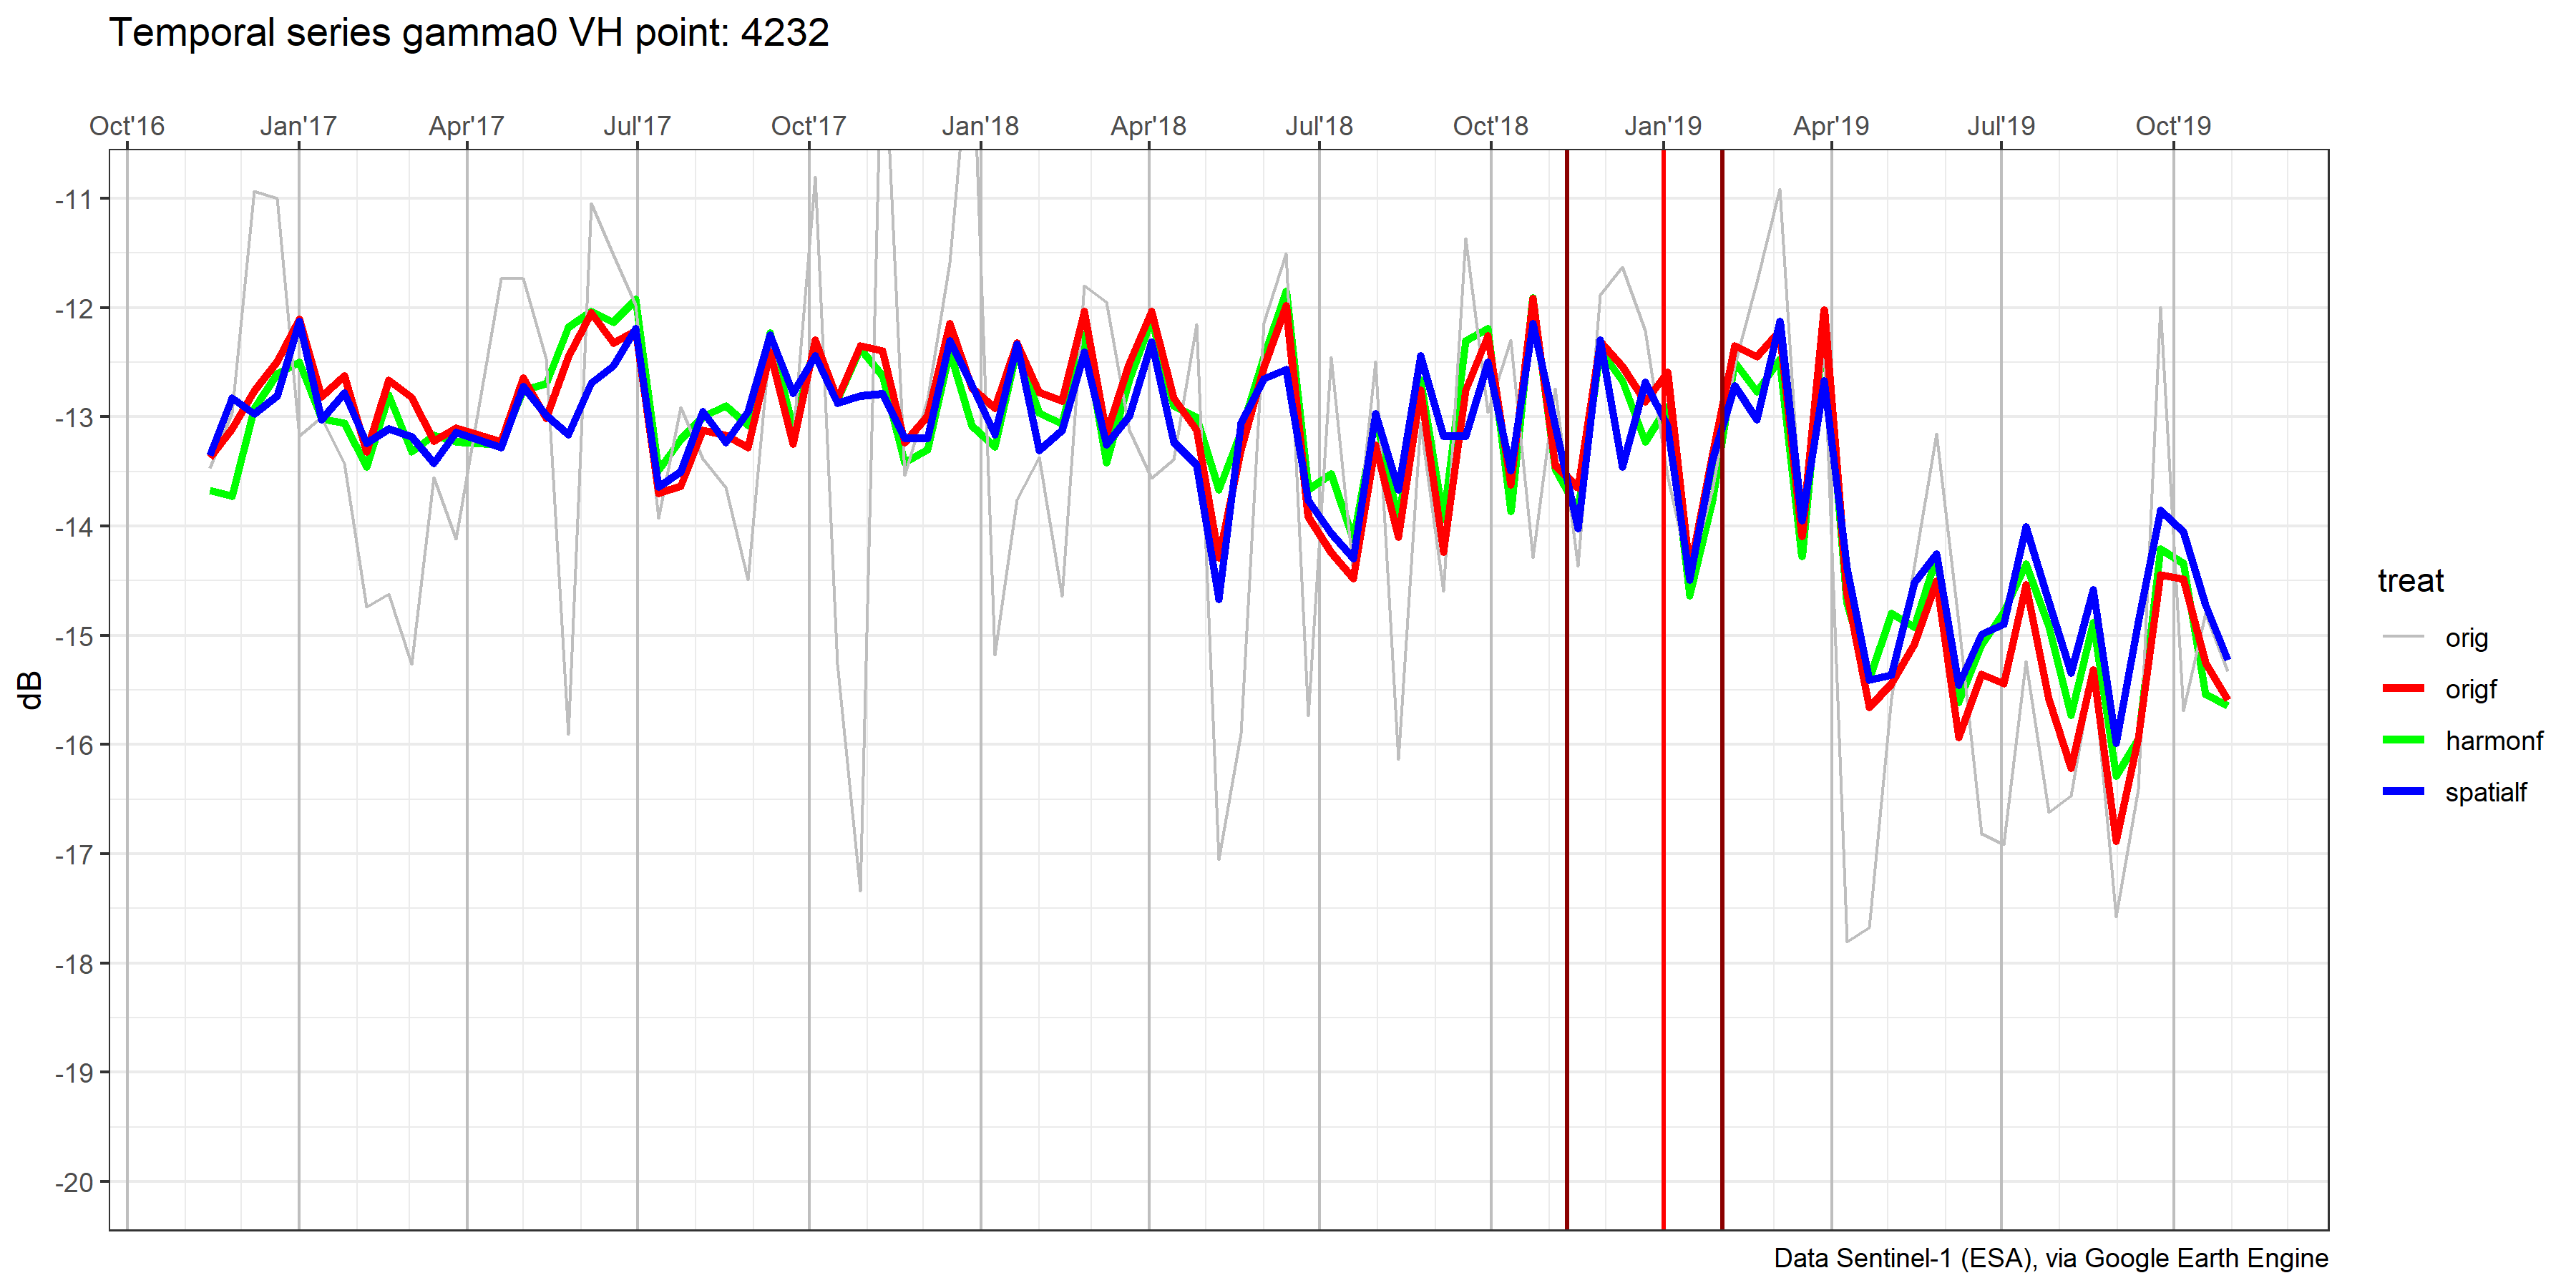 Temporal series gamma0 VH point: 4232
Oct'16 Jan'17 Apr'17 Jul'17 Oct'17 Jan'18 Apr'18 Jul'18 Oct'18 Jan'19 Apr'19 Jul'19 Oct'19
-11
-12
-13
-14
-15
-16
-17
-18
-19
-20
dB
treat
orig
origf
harmonf
spatialf
Data Sentinel-1 (ESA), via Google Earth Engine